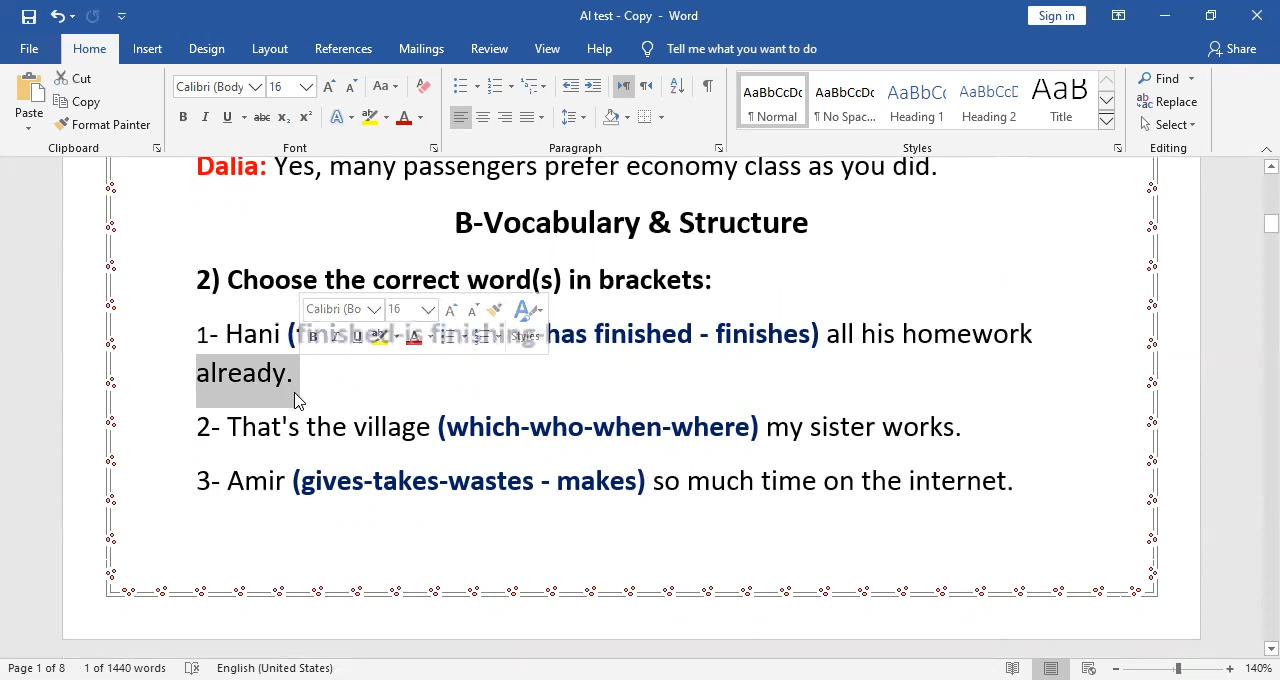 AI test - Copy - Word
Sign in
File Home Insert Design Layout References Mailings Review View Help Tell me what you want to do Share
Paste
Cut
Copy
Format Painter
Clipboard
Calibri (Body 16
Font
Paragraph
AaBbCcDc AaBbCcDc AaBbCc AaBbCcD AaB
¶ Normal ¶ No Spac... Heading 1 Heading 2 Title
Styles
Find
Replace
Select
Editing
Dalia: Yes, many passengers prefer economy class as you did.
B-Vocabulary & Structure
2) Choose the correct word(s) in brackets:
Calibri (Bo 16
Styles
1- Hani (finished-is finishing-has finished - finishes) all his homework
already.
2- That's the village (which-who-when-where) my sister works.
3- Amir (gives-takes-wastes - makes) so much time on the internet.
Page 1 of 8 1 of 1440 words English (United States) 140%